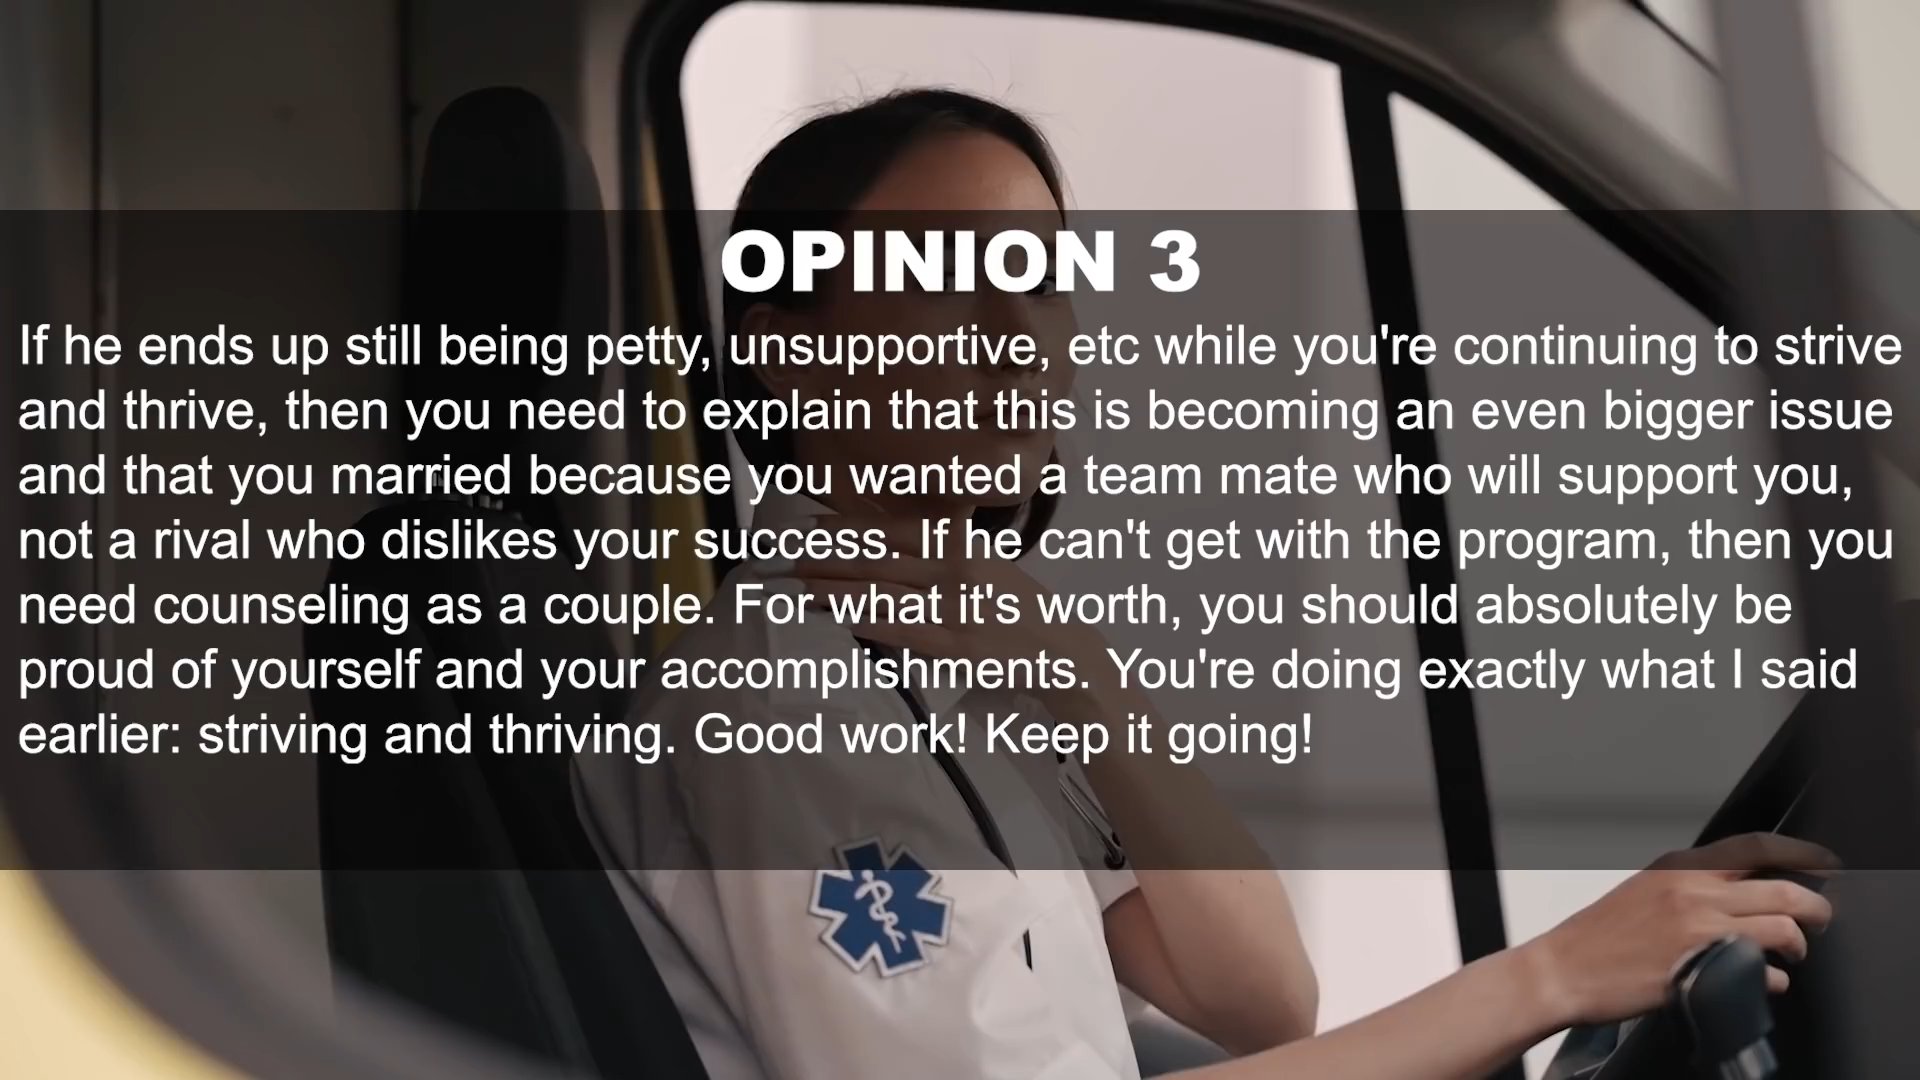 OPINION 3
If he ends up still being petty, unsupportive, etc while you're continuing to strive
and thrive, then you need to explain that this is becoming an even bigger issue
and that you married because you wanted a team mate who will support you,
not a rival who dislikes your success. If he can't get with the program, then you
need counseling as a couple. For what it's worth, you should absolutely be
proud of yourself and your accomplishments. You're doing exactly what I said
earlier: striving and thriving. Good work! Keep it going!